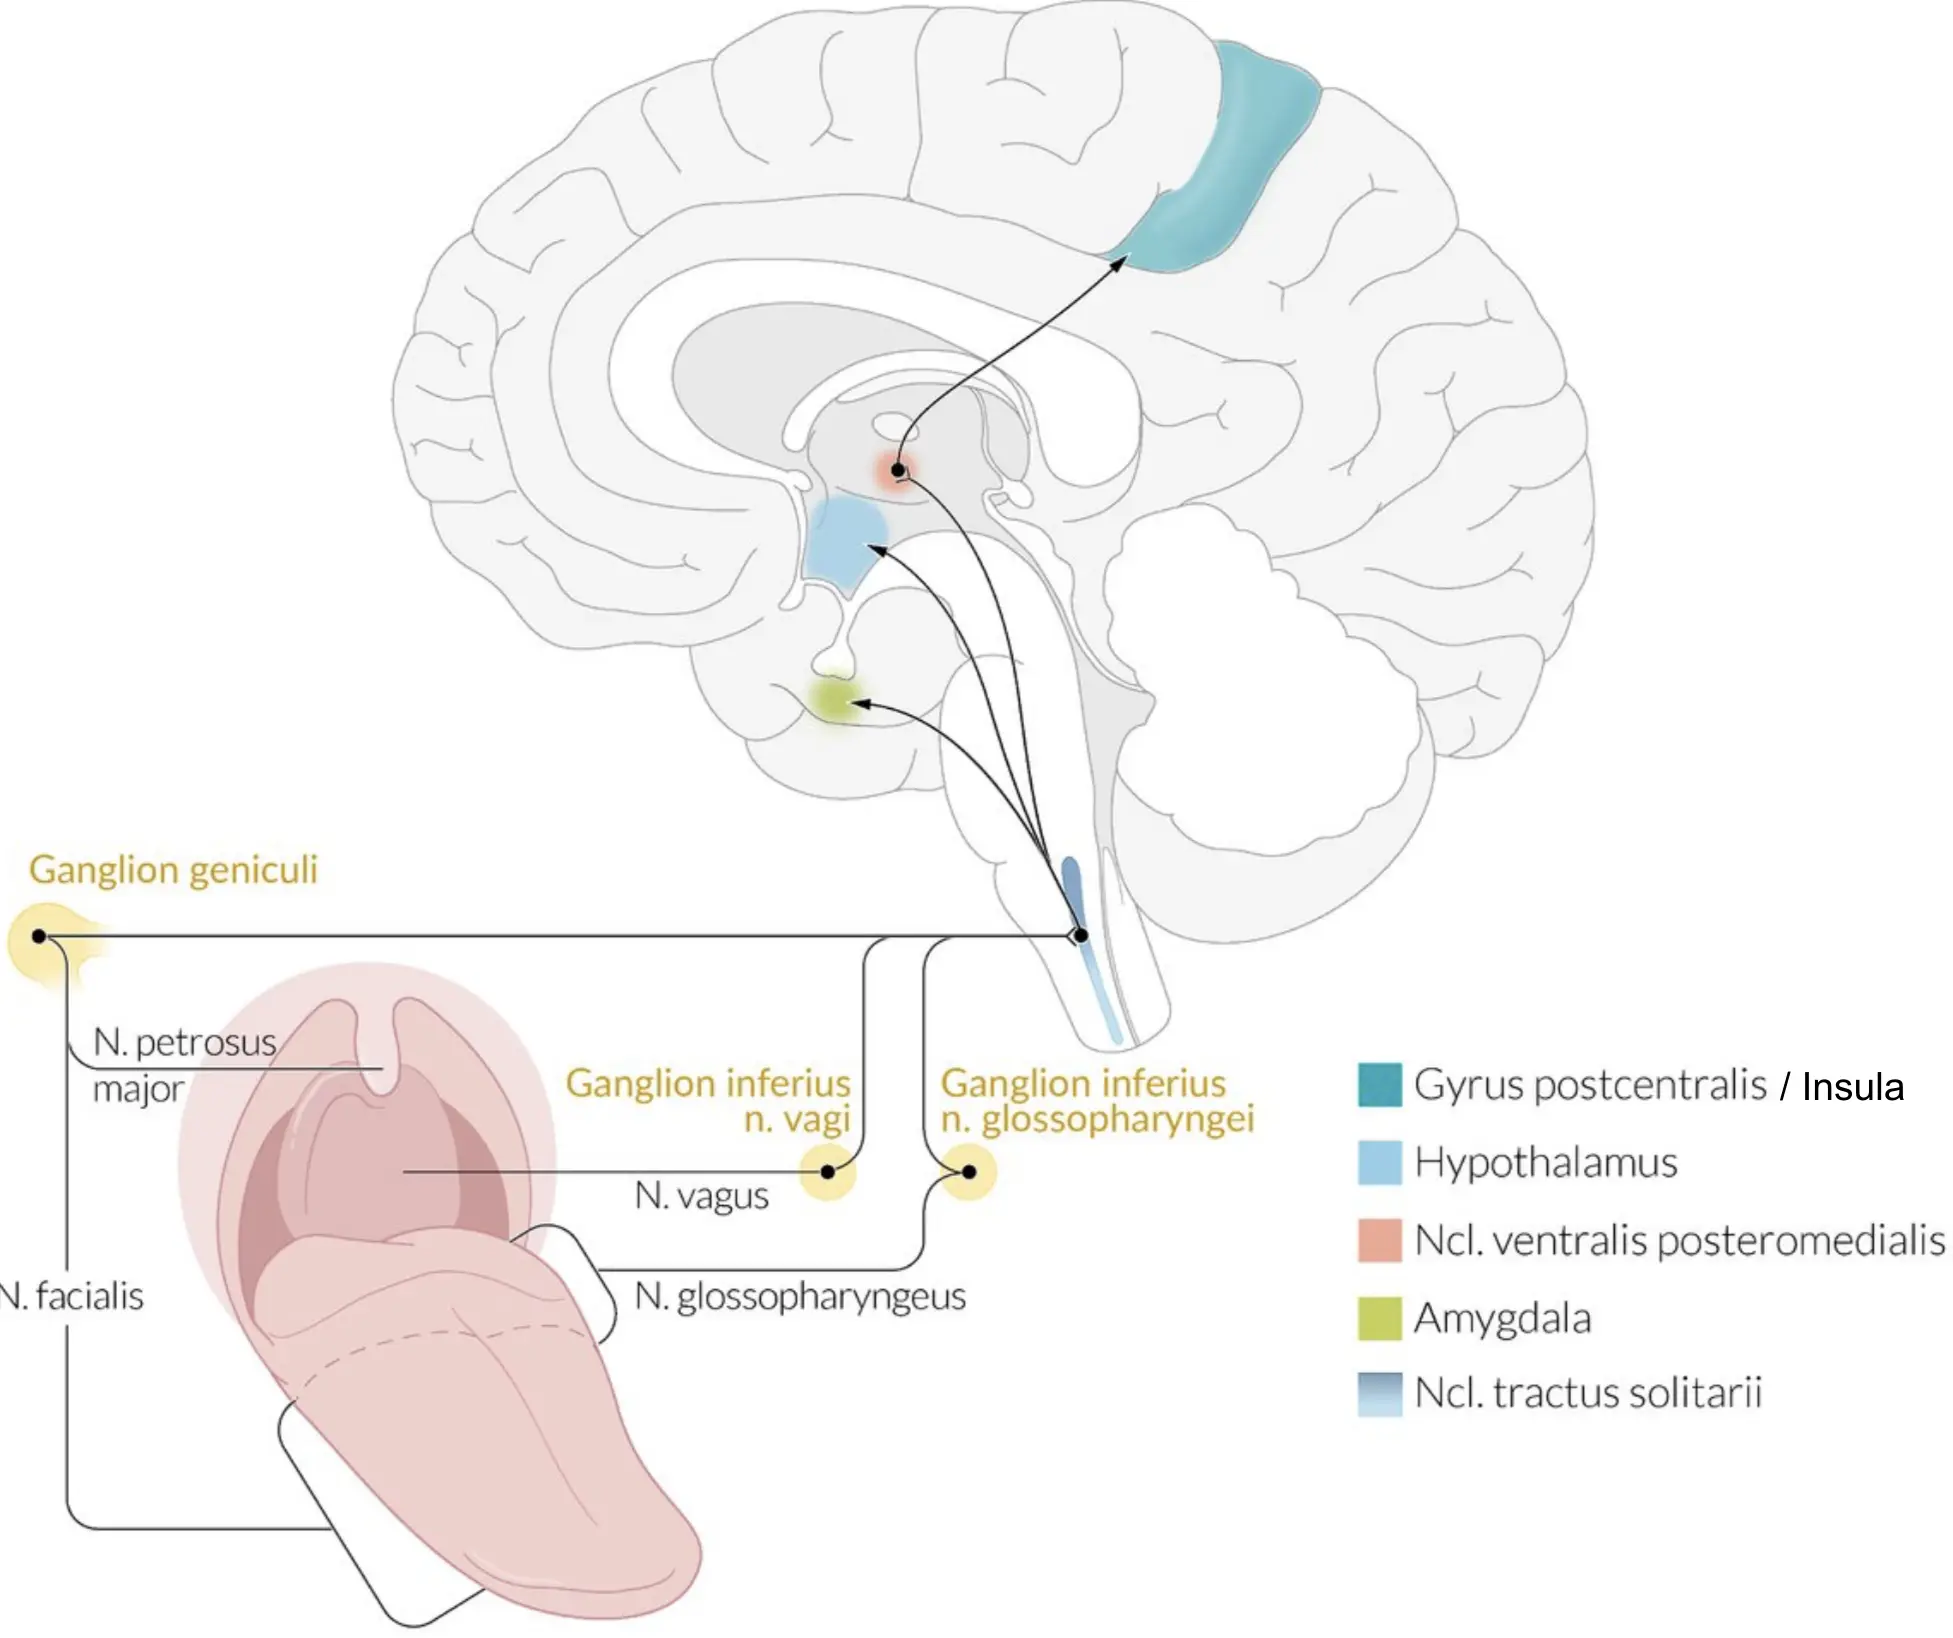 Ganglion geniculi
N. petrosus
major
Ganglion inferius
n. vagi
Ganglion inferius
n. glossopharyngei
N. vagus
N. facialis
N. glossopharyngeus
Gyrus postcentralis / Insula
Hypothalamus
Ncl. ventralis posteromedialis
Amygdala
Ncl. tractus solitarii